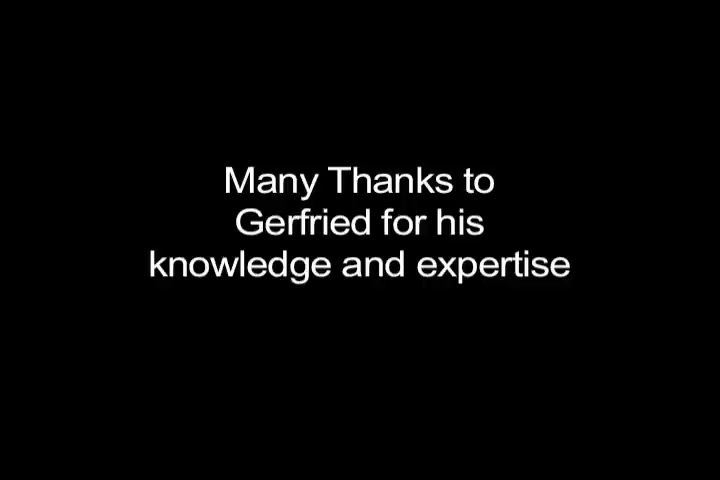 Many Thanks to
Gerfried for his
knowledge and expertise